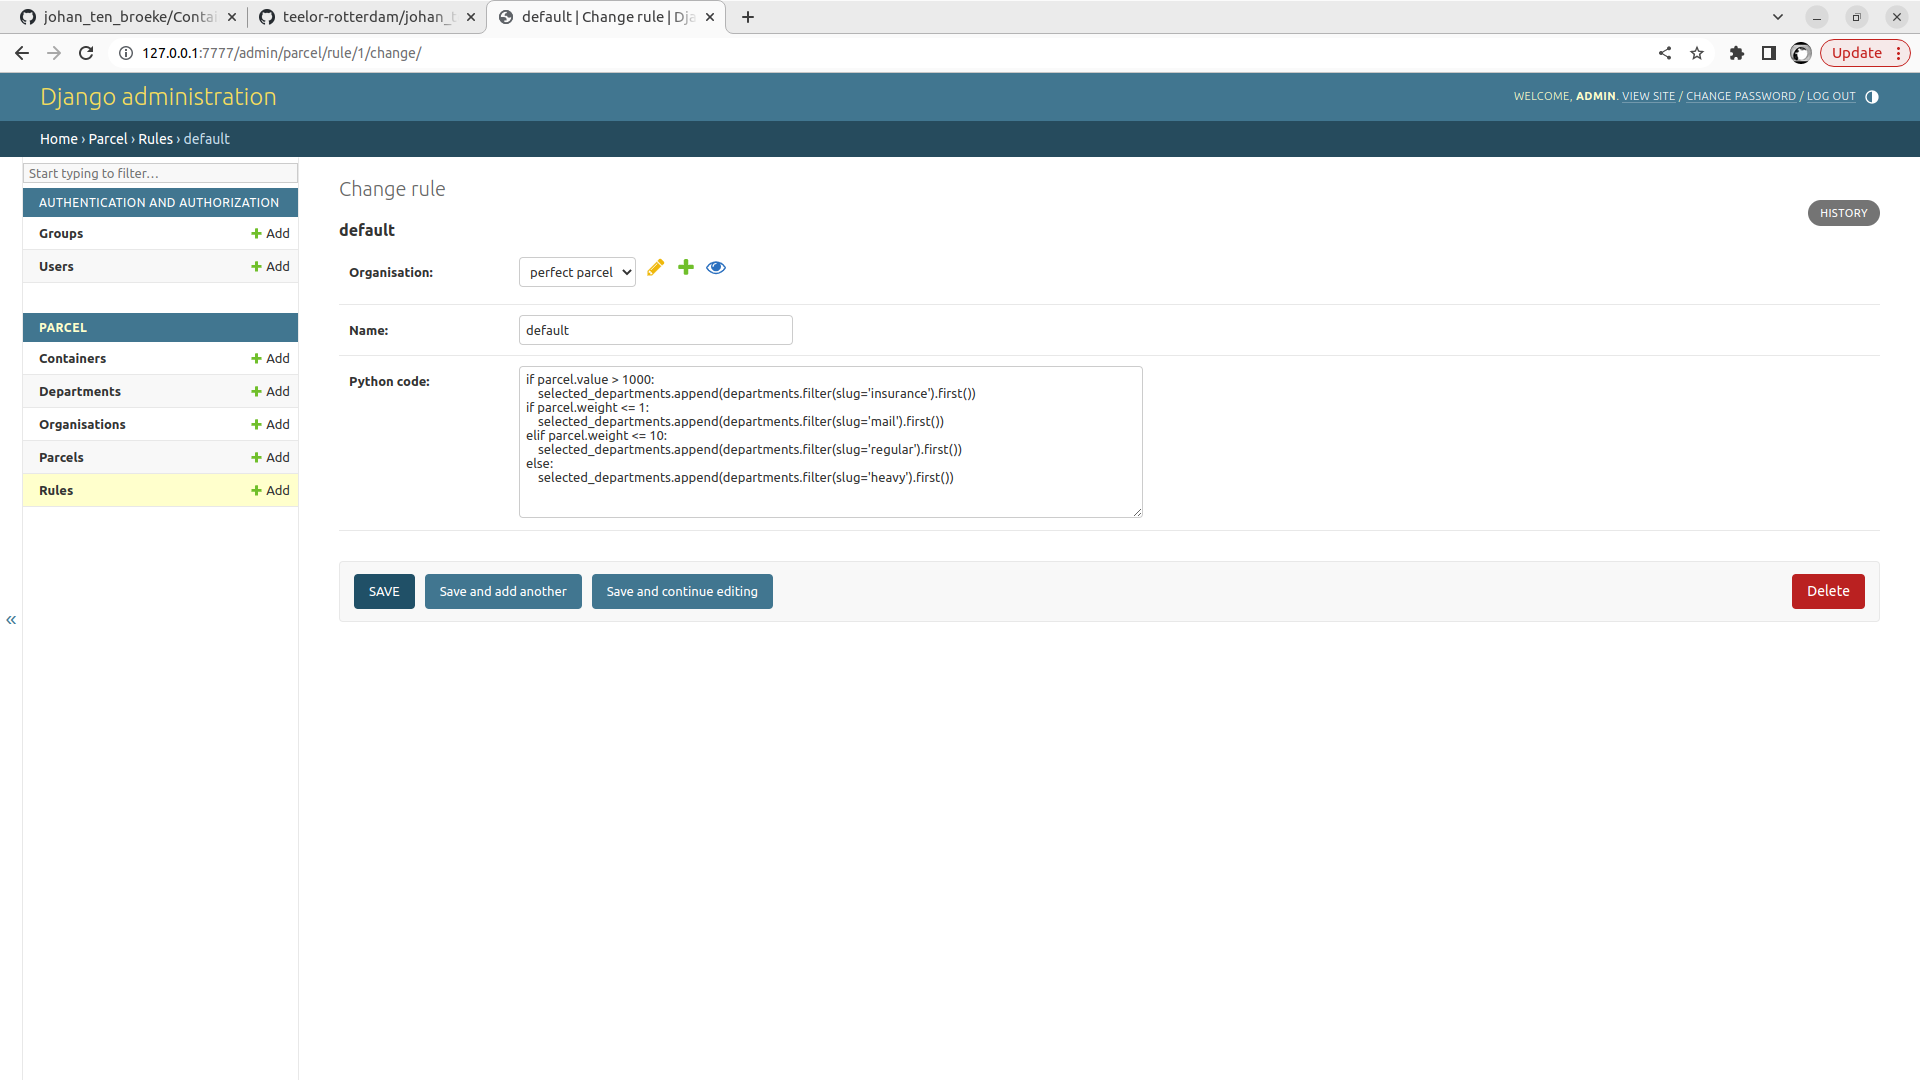 johan_ten_broeke/Contai
teelor-rotterdam/johan_t
default | Change rule | Dja
127.0.0.1:7777/admin/parcel/rule/1/change/
Update
Django administration
WELCOME, ADMIN. VIEW SITE / CHANGE PASSWORD / LOG OUT
Home › Parcel › Rules › default
Start typing to filter…
AUTHENTICATION AND AUTHORIZATION
Groups
Add
Users
Add
PARCEL
Containers
Add
Departments
Add
Organisations
Add
Parcels
Add
Rules
Add
«
Change rule
HISTORY
default
Organisation:
perfect parcel
Name:
default
Python code:
if parcel.value > 1000:
    selected_departments.append(departments.filter(slug='insurance').first())
if parcel.weight <= 1:
    selected_departments.append(departments.filter(slug='mail').first())
elif parcel.weight <= 10:
    selected_departments.append(departments.filter(slug='regular').first())
else:
    selected_departments.append(departments.filter(slug='heavy').first())
SAVE
Save and add another
Save and continue editing
Delete